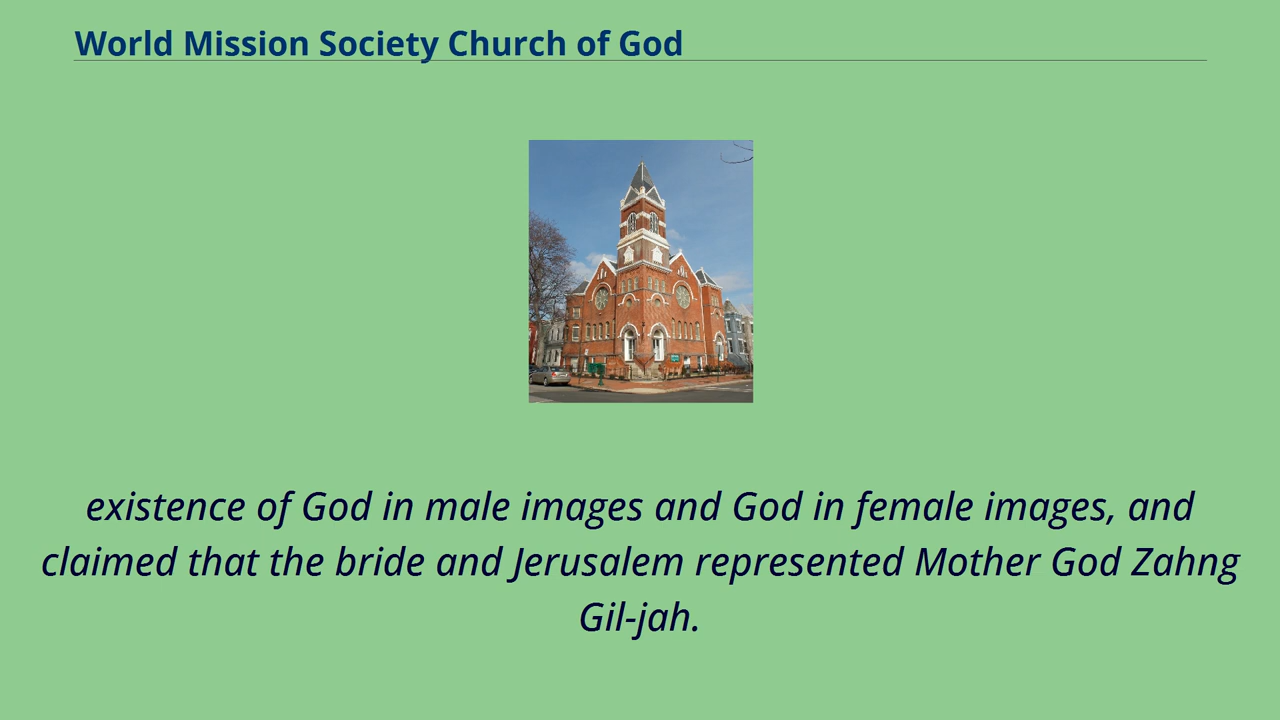 World Mission Society Church of God
existence of God in male images and God in female images, and
claimed that the bride and Jerusalem represented Mother God Zahng
Gil-jah.